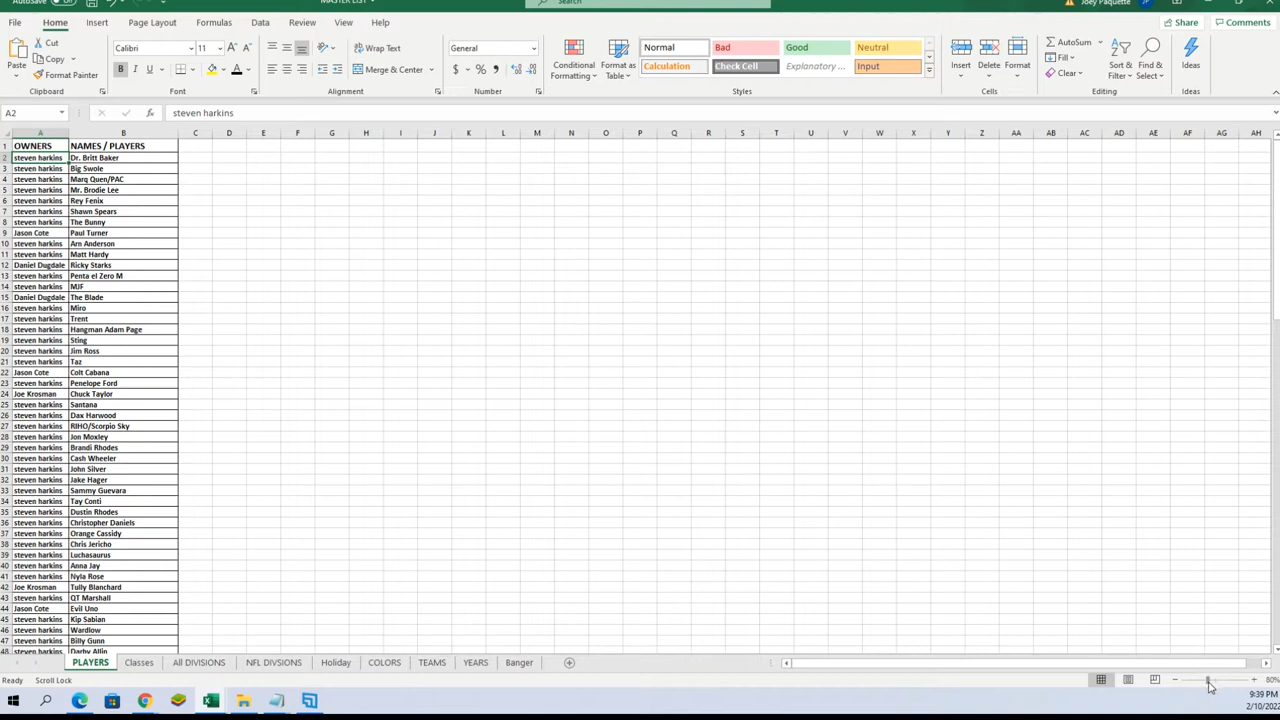 AutoSave Off MASTER LIST Search Joey Paquette JP
File Home Insert Page Layout Formulas Data Review View Help Share Comments
Cut Calibri 11 Wrap Text General Normal Bad Good Neutral AutoSum
Copy Fill
Paste Format Painter Merge & Center Conditional Formatting Format as Table Calculation Check Cell Explanatory ... Input Insert Delete Format Clear Sort & Filter Find & Select Ideas
Clipboard Font Alignment Number Styles Cells Editing Ideas
A2 steven harkins
A B C D E F G H I J K L M N O P Q R S T U V W X Y Z AA AB AC AD AE AF AG AH
1 OWNERS NAMES / PLAYERS
2 steven harkins Dr. Britt Baker
3 steven harkins Big Swole
4 steven harkins Marq Quen/PAC
5 steven harkins Mr. Brodie Lee
6 steven harkins Rey Fenix
7 steven harkins Shawn Spears
8 steven harkins The Bunny
9 Jason Cote Paul Turner
10 steven harkins Arn Anderson
11 steven harkins Matt Hardy
12 Daniel Dugdale Ricky Starks
13 steven harkins Penta el Zero M
14 steven harkins MJF
15 Daniel Dugdale The Blade
16 steven harkins Miro
17 steven harkins Trent
18 steven harkins Hangman Adam Page
19 steven harkins Sting
20 steven harkins Jim Ross
21 steven harkins Taz
22 Jason Cote Colt Cabana
23 steven harkins Penelope Ford
24 Joe Krosman Chuck Taylor
25 steven harkins Santana
26 steven harkins Dax Harwood
27 steven harkins RIHO/Scorpio Sky
28 steven harkins Jon Moxley
29 steven harkins Brandi Rhodes
30 steven harkins Cash Wheeler
31 steven harkins John Silver
32 steven harkins Jake Hager
33 steven harkins Sammy Guevara
34 steven harkins Tay Conti
35 steven harkins Dustin Rhodes
36 steven harkins Christopher Daniels
37 steven harkins Orange Cassidy
38 steven harkins Chris Jericho
39 steven harkins Luchasaurus
40 steven harkins Anna Jay
41 steven harkins Nyla Rose
42 Joe Krosman Tully Blanchard
43 steven harkins QT Marshall
44 Jason Cote Evil Uno
45 steven harkins Kip Sabian
46 steven harkins Wardlow
47 steven harkins Billy Gunn
48 steven harkins Darby Allin
PLAYERS Classes All DIVISIONS NFL DIVSIONS Holiday COLORS TEAMS YEARS Banger
Ready Scroll Lock 80%
9:39 PM
2/10/2022